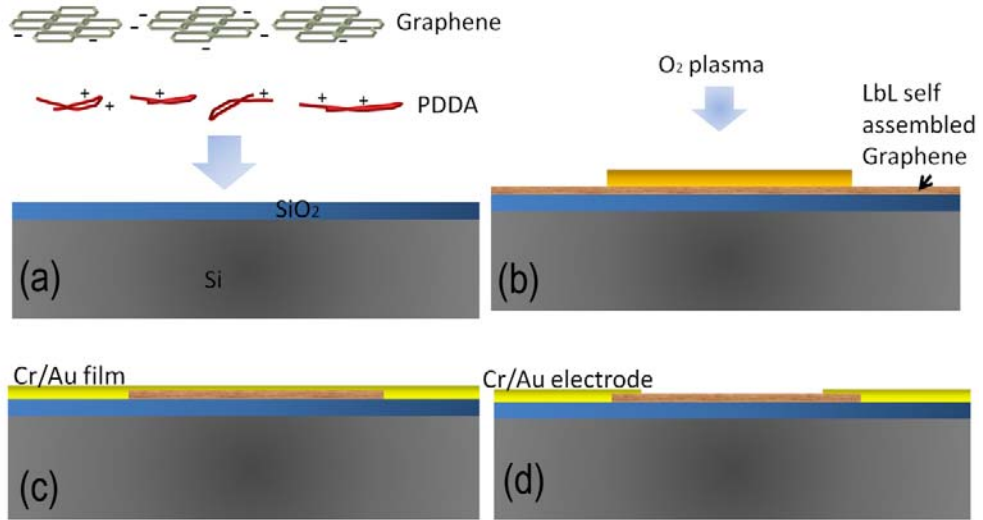 Graphene
PDDA
SiO₂
Si
(a)
O₂ plasma
LbL self
assembled
Graphene
(b)
Cr/Au film
(c)
Cr/Au electrode
(d)